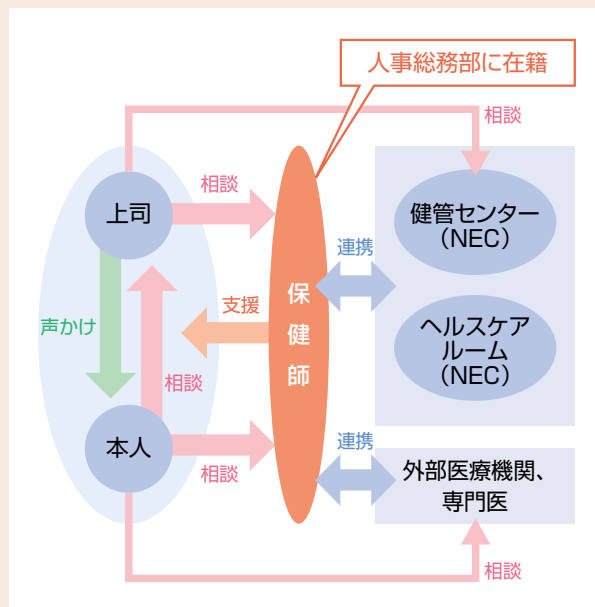 人事総務部に在籍
相談
相談
上司
健管センター
(NEC)
連携
支援
声かけ
保健師
ヘルスケア
ルーム
(NEC)
相談
本人
相談
連携
外部医療機関、
専門医
相談